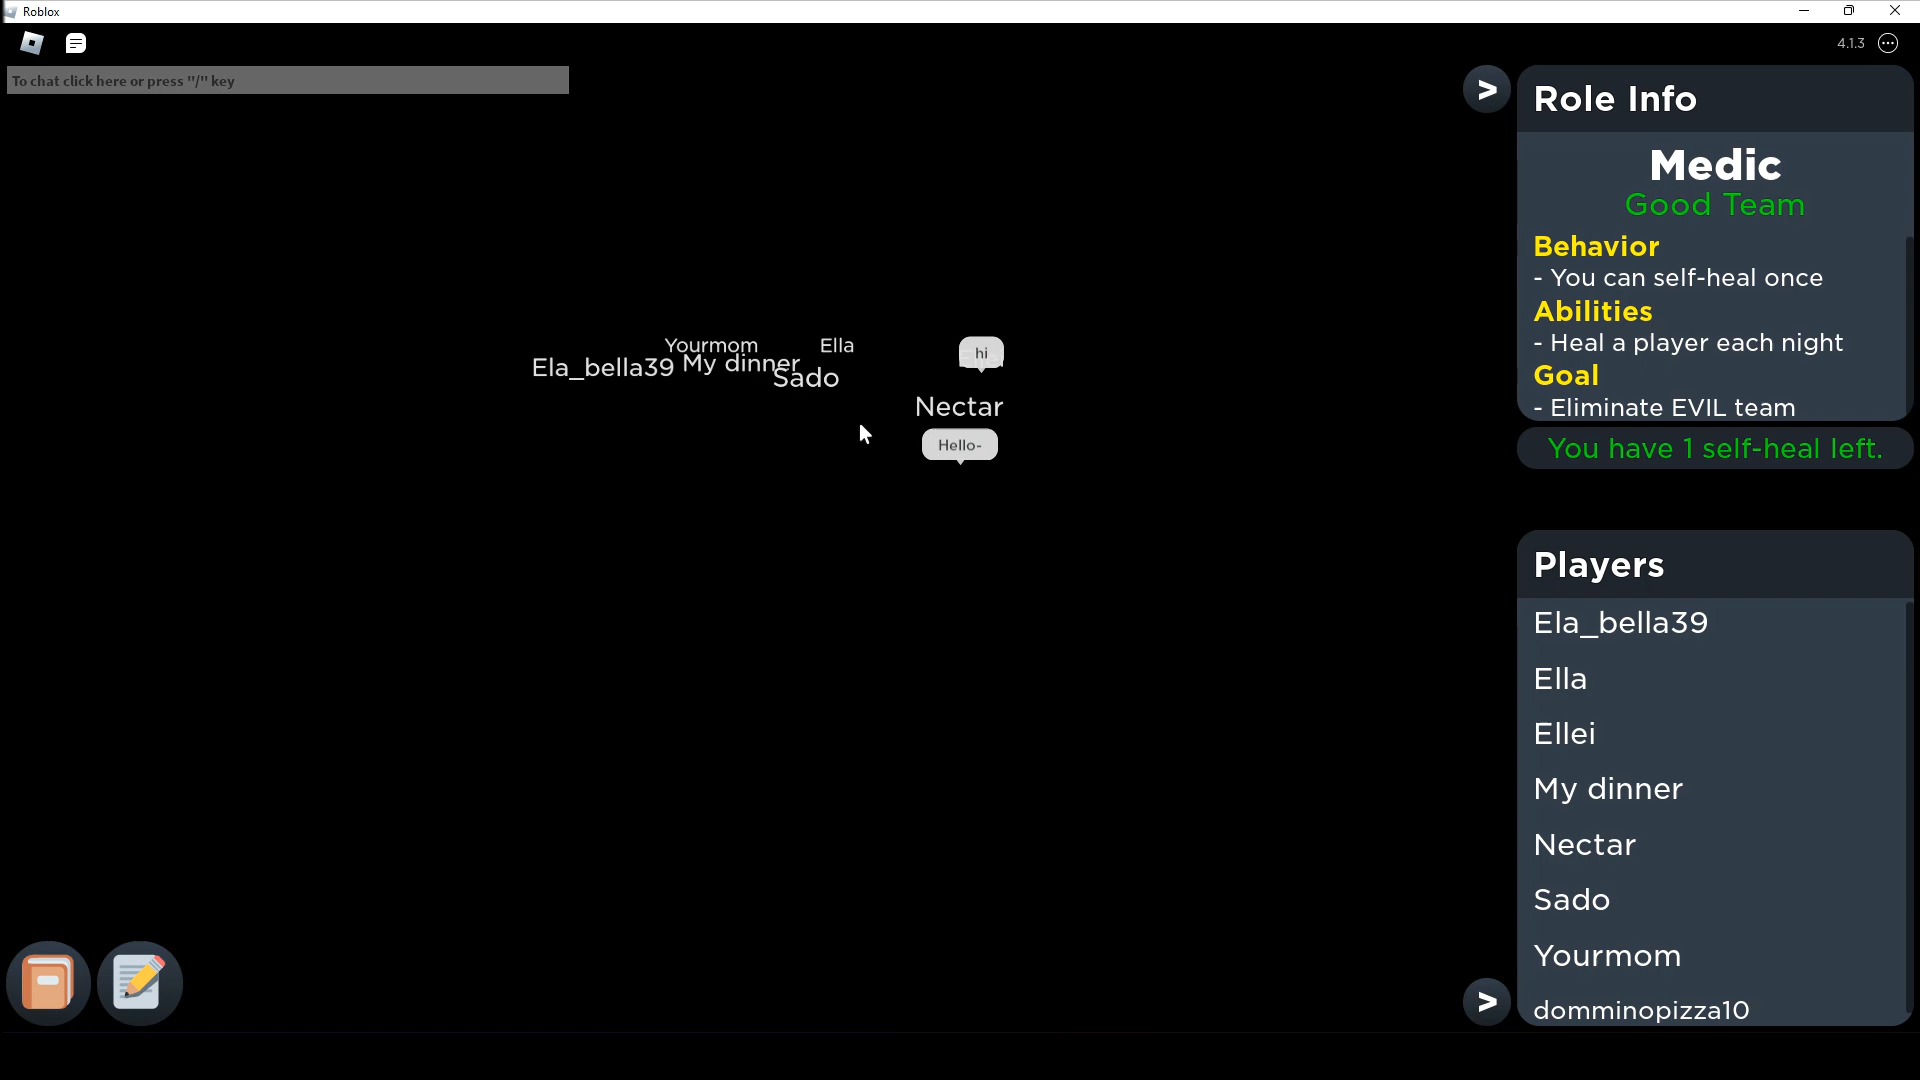 Roblox
4.1.3
To chat click here or press "/" key
>
Role Info
Medic
Good Team
Behavior
- You can self-heal once
Abilities
- Heal a player each night
Goal
- Eliminate EVIL team
You have 1 self-heal left.
Yourmom
Ella
hi
Ela_bella39
My dinner
Sado
Nectar
Hello-
Players
Ela_bella39
Ella
Ellei
My dinner
Nectar
Sado
Yourmom
domminopizza10
>